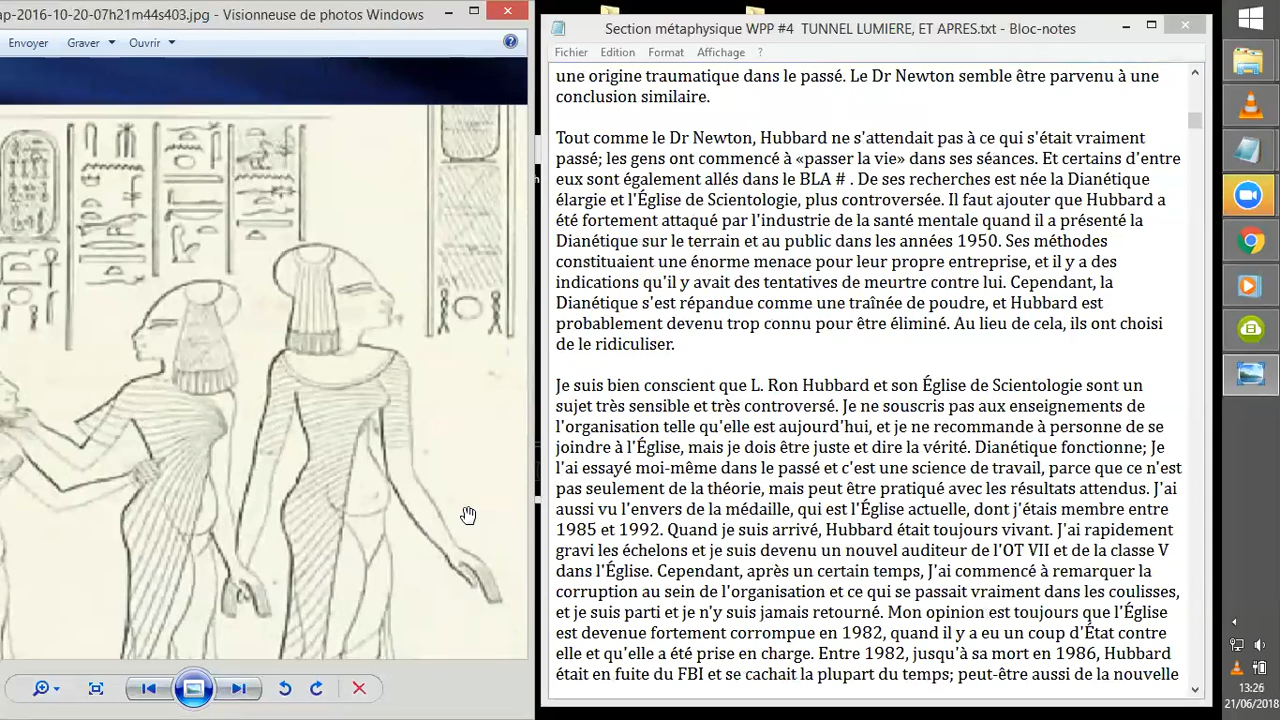 ap-2016-10-20-07h21m44s403.jpg - Visionneuse de photos Windows
Envoyer Graver Ouvrir
Section métaphysique WPP #4 TUNNEL LUMIERE, ET APRES.txt - Bloc-notes
Fichier Edition Format Affichage ?
une origine traumatique dans le passé. Le Dr Newton semble être parvenu à une
conclusion similaire.
Tout comme le Dr Newton, Hubbard ne s'attendait pas à ce qui s'était vraiment
passé; les gens ont commencé à «passer la vie» dans ses séances. Et certains d'entre
eux sont également allés dans le BLA # . De ses recherches est née la Dianétique
élargie et l'Église de Scientologie, plus controversée. Il faut ajouter que Hubbard a
été fortement attaqué par l'industrie de la santé mentale quand il a présenté la
Dianétique sur le terrain et au public dans les années 1950. Ses méthodes
constituaient une énorme menace pour leur propre entreprise, et il y a des
indications qu'il y avait des tentatives de meurtre contre lui. Cependant, la
Dianétique s'est répandue comme une traînée de poudre, et Hubbard est
probablement devenu trop connu pour être éliminé. Au lieu de cela, ils ont choisi
de le ridiculiser.
Je suis bien conscient que L. Ron Hubbard et son Église de Scientologie sont un
sujet très sensible et très controversé. Je ne souscris pas aux enseignements de
l'organisation telle qu'elle est aujourd'hui, et je ne recommande à personne de se
joindre à l'Église, mais je dois être juste et dire la vérité. Dianétique fonctionne; Je
l'ai essayé moi-même dans le passé et c'est une science de travail, parce que ce n'est
pas seulement de la théorie, mais peut être pratiqué avec les résultats attendus. J'ai
aussi vu l'envers de la médaille, qui est l'Église actuelle, dont j'étais membre entre
1985 et 1992. Quand je suis arrivé, Hubbard était toujours vivant. J'ai rapidement
gravi les échelons et je suis devenu un nouvel auditeur de l'OT VII et de la classe V
dans l'Église. Cependant, après un certain temps, J'ai commencé à remarquer la
corruption au sein de l'organisation et ce qui se passait vraiment dans les coulisses,
et je suis parti et je n'y suis jamais retourné. Mon opinion est toujours que l'Église
est devenue fortement corrompue en 1982, quand il y a eu un coup d'État contre
elle et qu'elle a été prise en charge. Entre 1982, jusqu'à sa mort en 1986, Hubbard
était en fuite du FBI et se cachait la plupart du temps; peut-être aussi de la nouvelle
13:26
21/06/2018